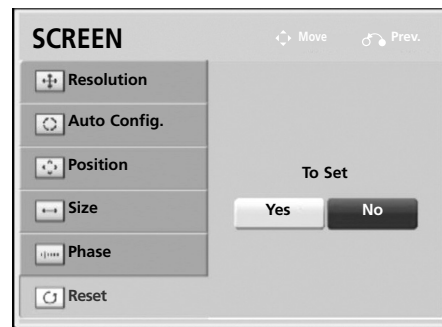 SCREEN
Move
Prev.
Resolution
Auto Config.
Position
Size
Phase
Reset
To Set
Yes No